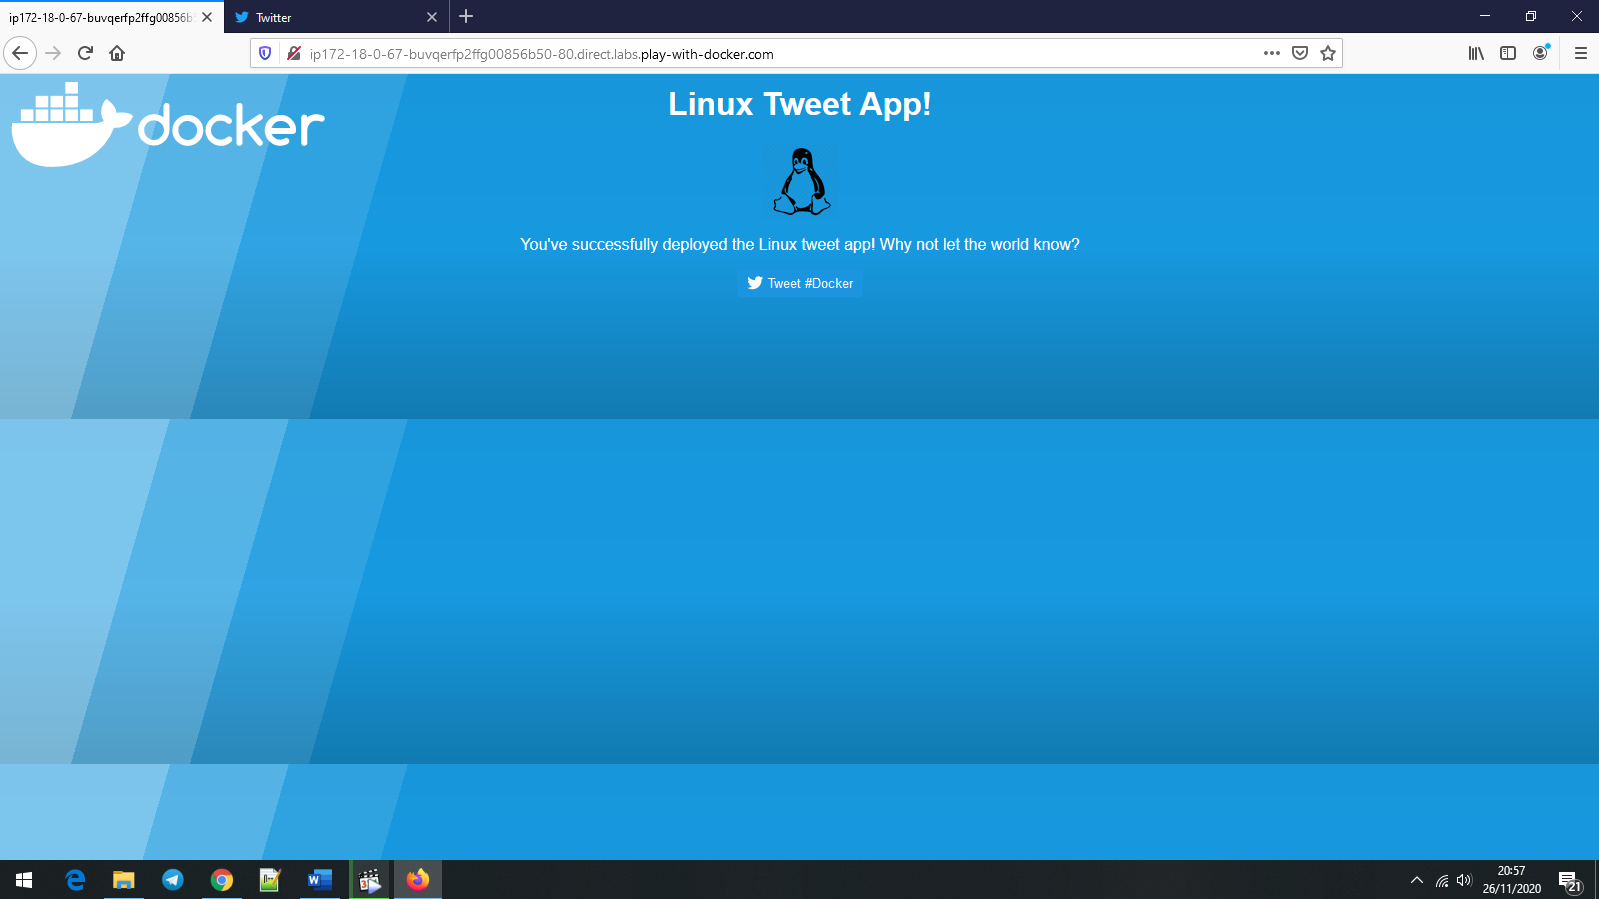 ip172-18-0-67-buvqerfp2ffg00856b5
Twitter
ip172-18-0-67-buvqerfp2ffg00856b50-80.direct.labs.play-with-docker.com
docker
Linux Tweet App!
You've successfully deployed the Linux tweet app! Why not let the world know?
Tweet #Docker
20:57
26/11/2020
21